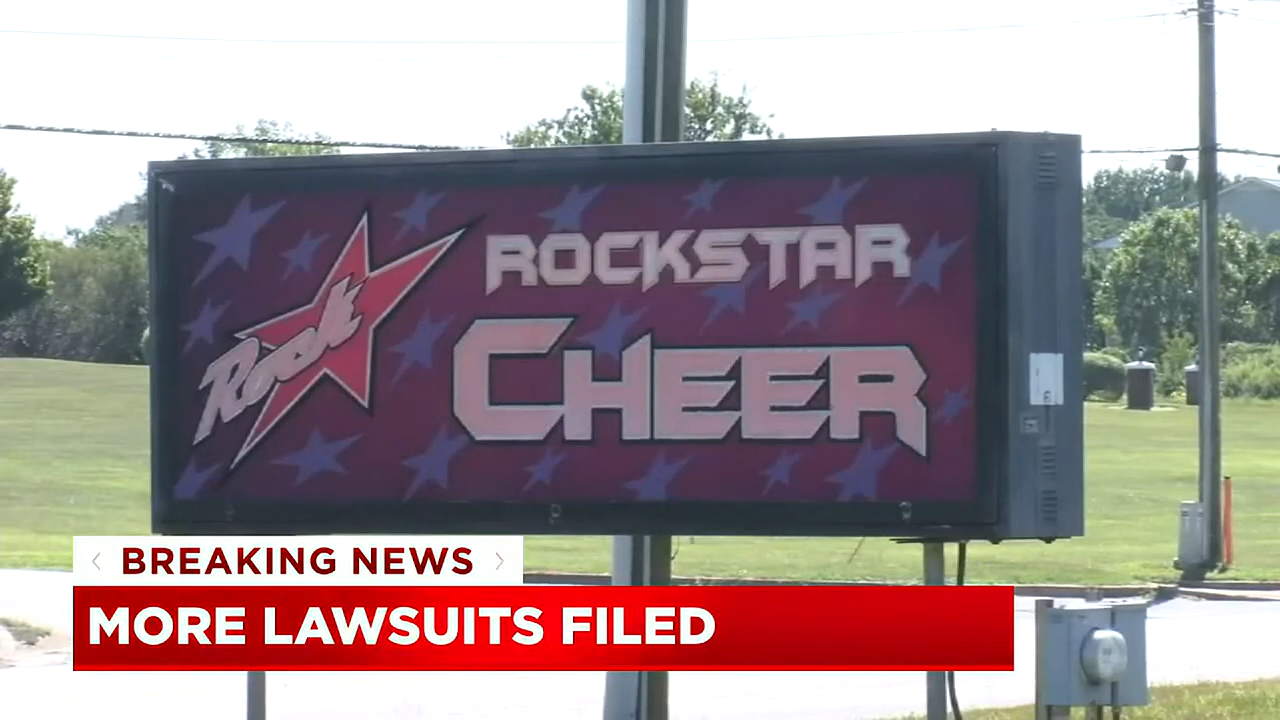 ROCKSTAR
Rock
CHEER
BREAKING NEWS
MORE LAWSUITS FILED